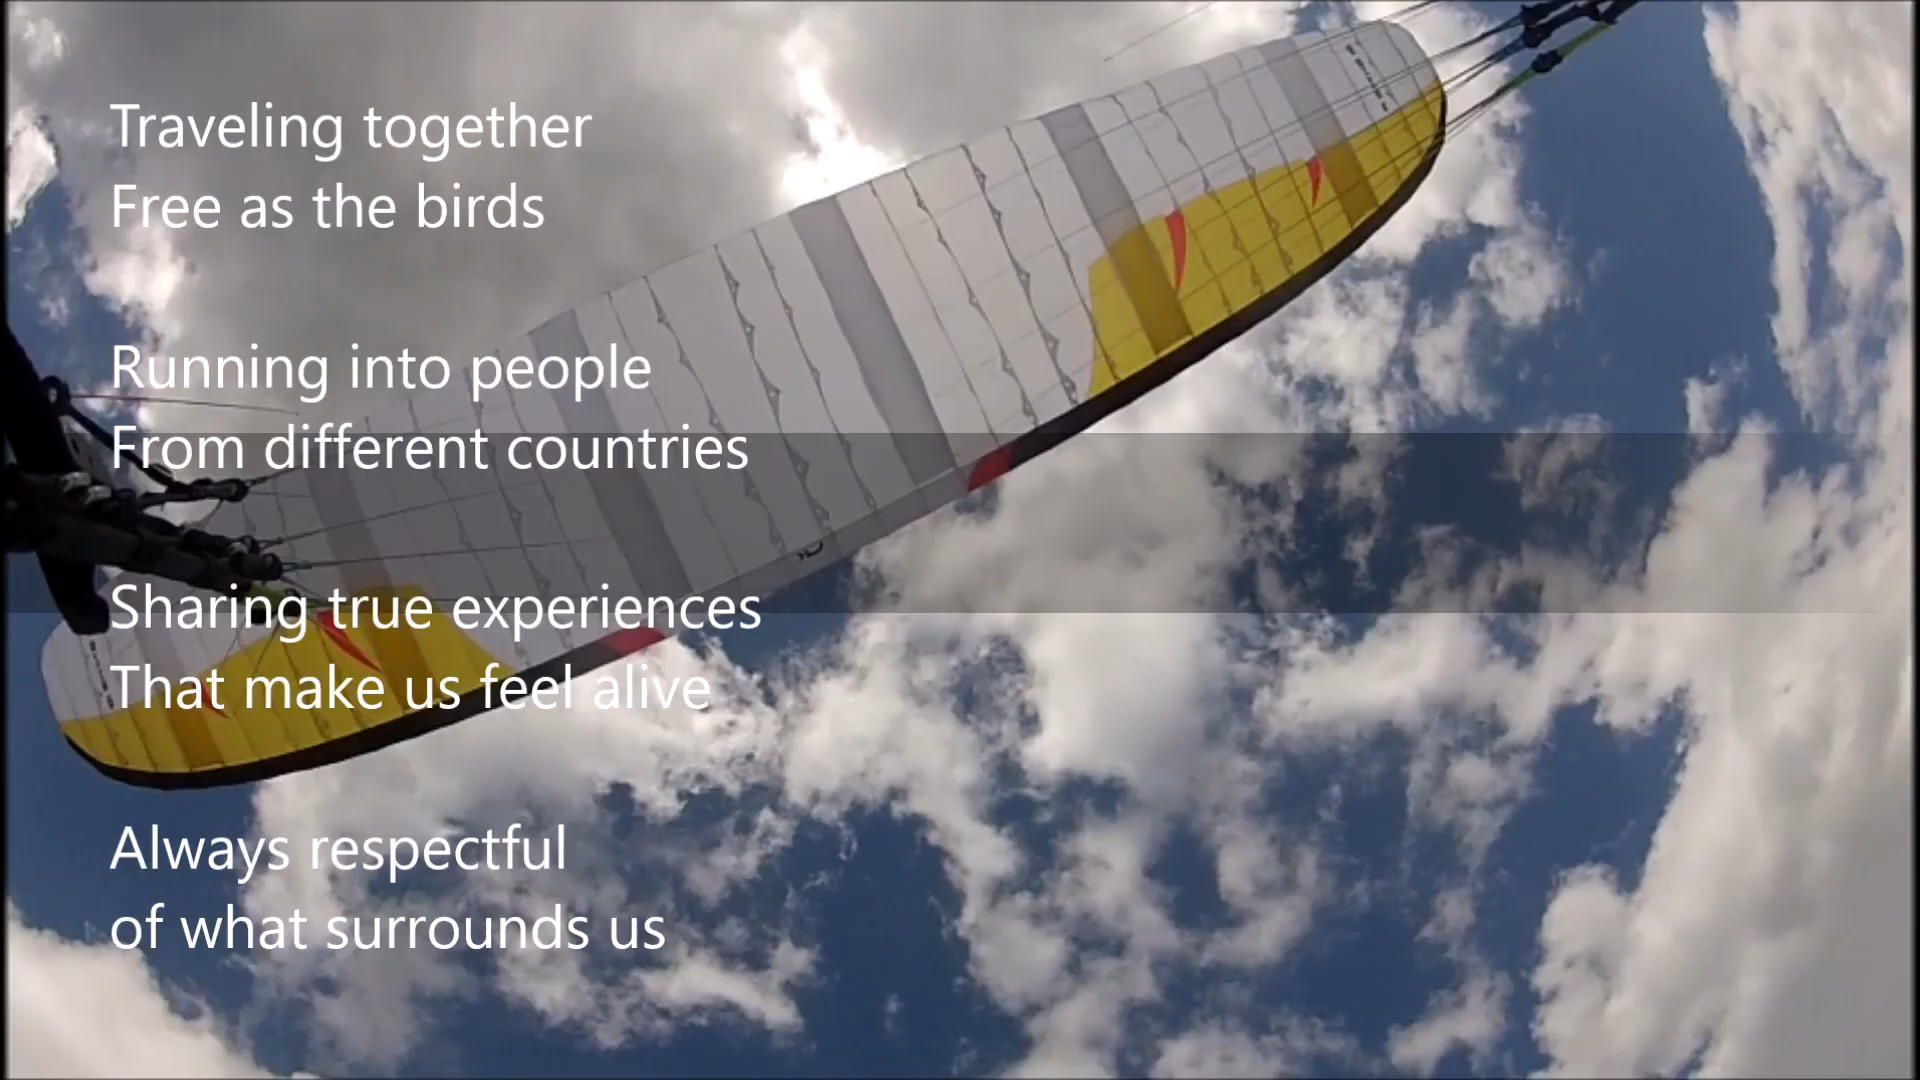 Traveling together
Free as the birds
Running into people
From different countries
Sharing true experiences
That make us feel alive
Always respectful
of what surrounds us